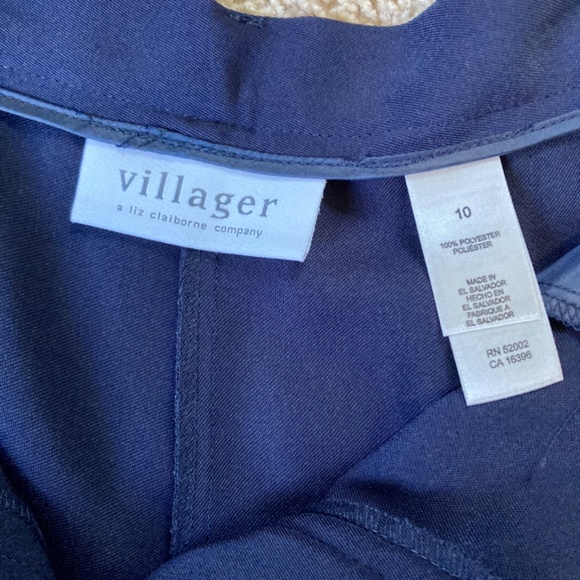 villager
a liz claiborne company
10
100% POLYESTER
POLIÉSTER
MADE IN
EL SALVADOR
HECHO EN
EL SALVADOR
FABRIQUE A
EL SALVADOR
RN 52002
CA 16396